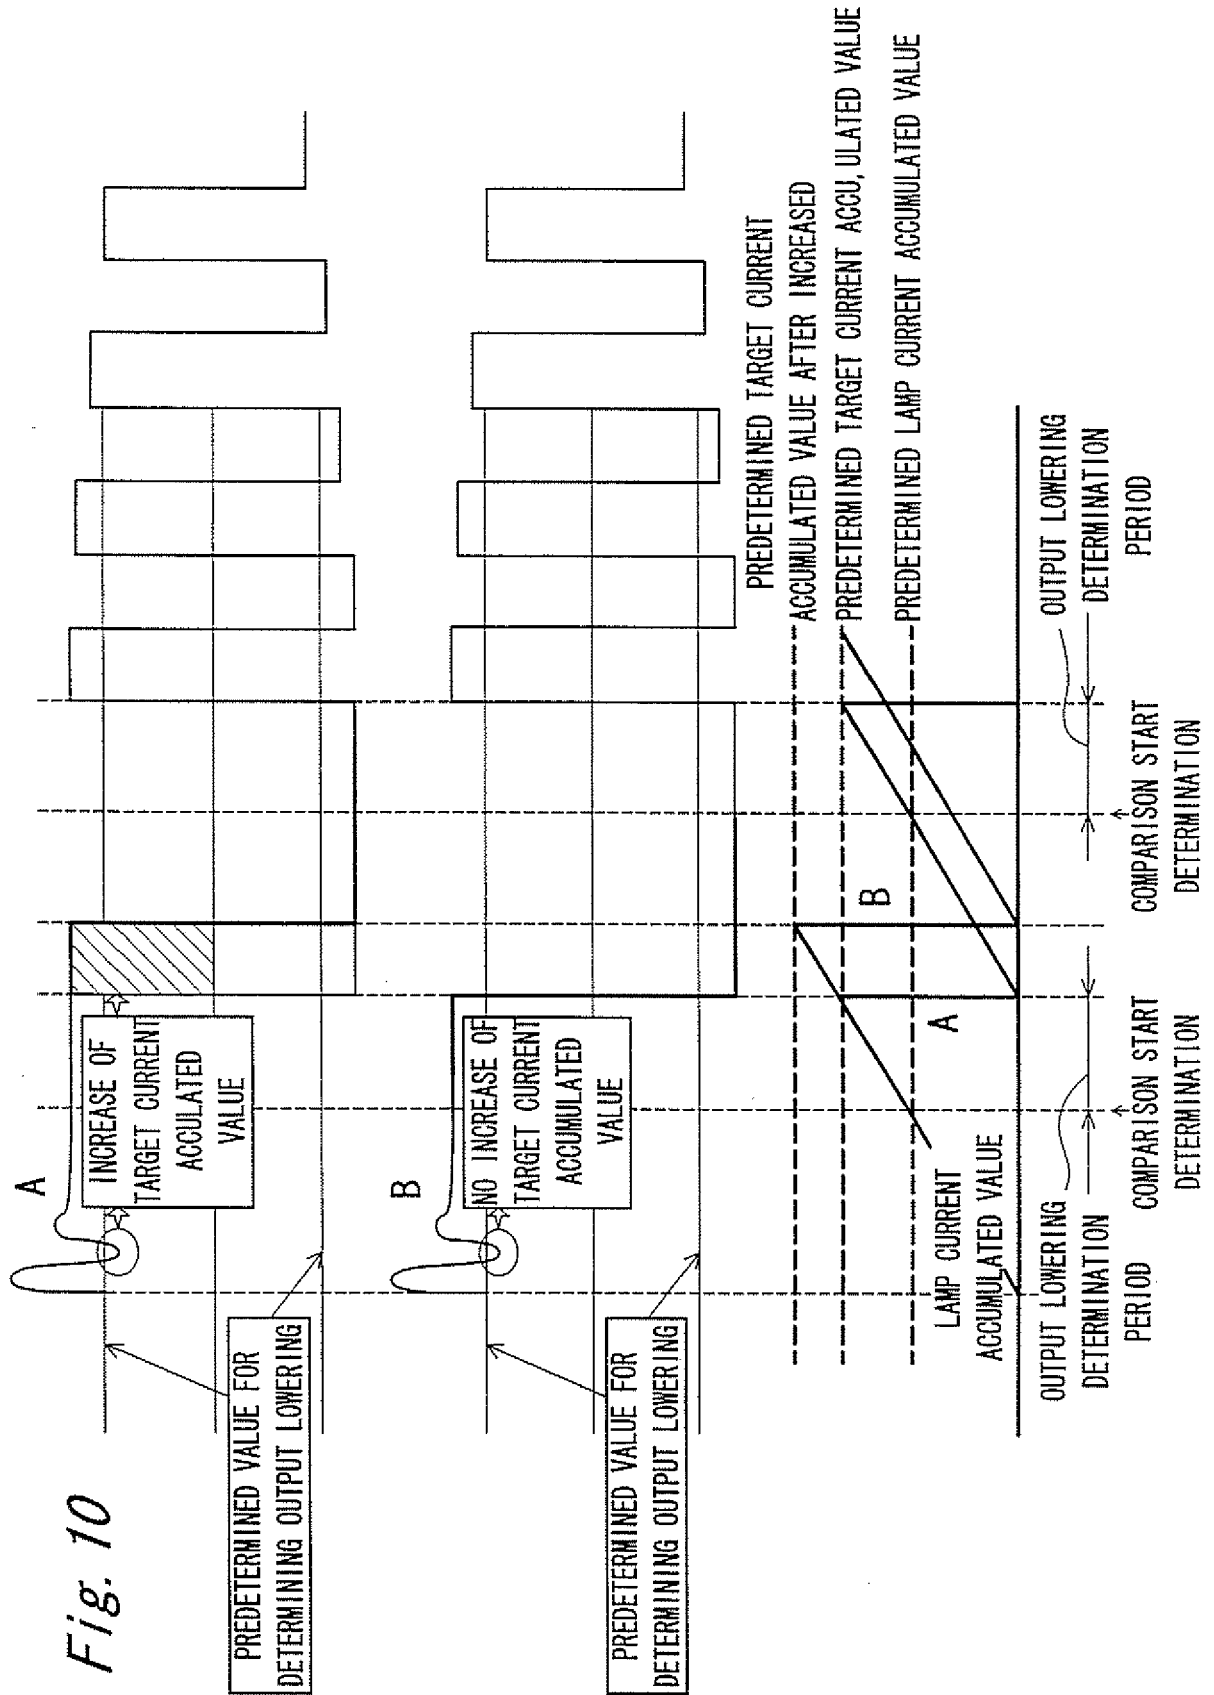 Fig. 10
A
INCREASE OF
TARGET CURRENT
ACCULATED
VALUE
PREDETERMINED VALUE FOR
DETERMINING OUTPUT LOWERING
B
NO INCREASE OF
TARGET CURRENT
ACCUMULATED
VALUE
PREDETERMINED VALUE FOR
DETERMINING OUTPUT LOWERING
PREDETERMINED TARGET CURRENT
ACCUMULATED VALUE AFTER INCREASED
PREDETERMINED TARGET CURRENT ACCU,ULATED VALUE
PREDETERMINED LAMP CURRENT ACCUMULATED VALUE
B
A
LAMP CURRENT
ACCUMULATED VALUE
OUTPUT LOWERING
DETERMINATION
PERIOD
COMPARISON START
DETERMINATION
COMPARISON START
DETERMINATION
OUTPUT LOWERING
DETERMINATION
PERIOD